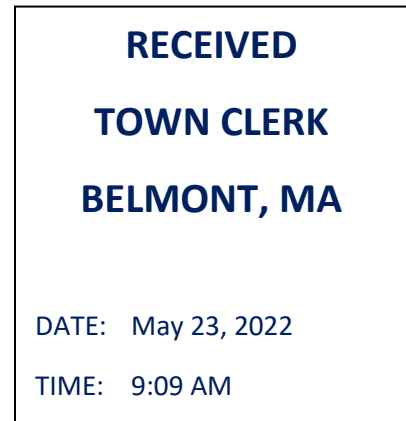 RECEIVED
TOWN CLERK
BELMONT, MA
DATE: May 23, 2022
TIME: 9:09 AM